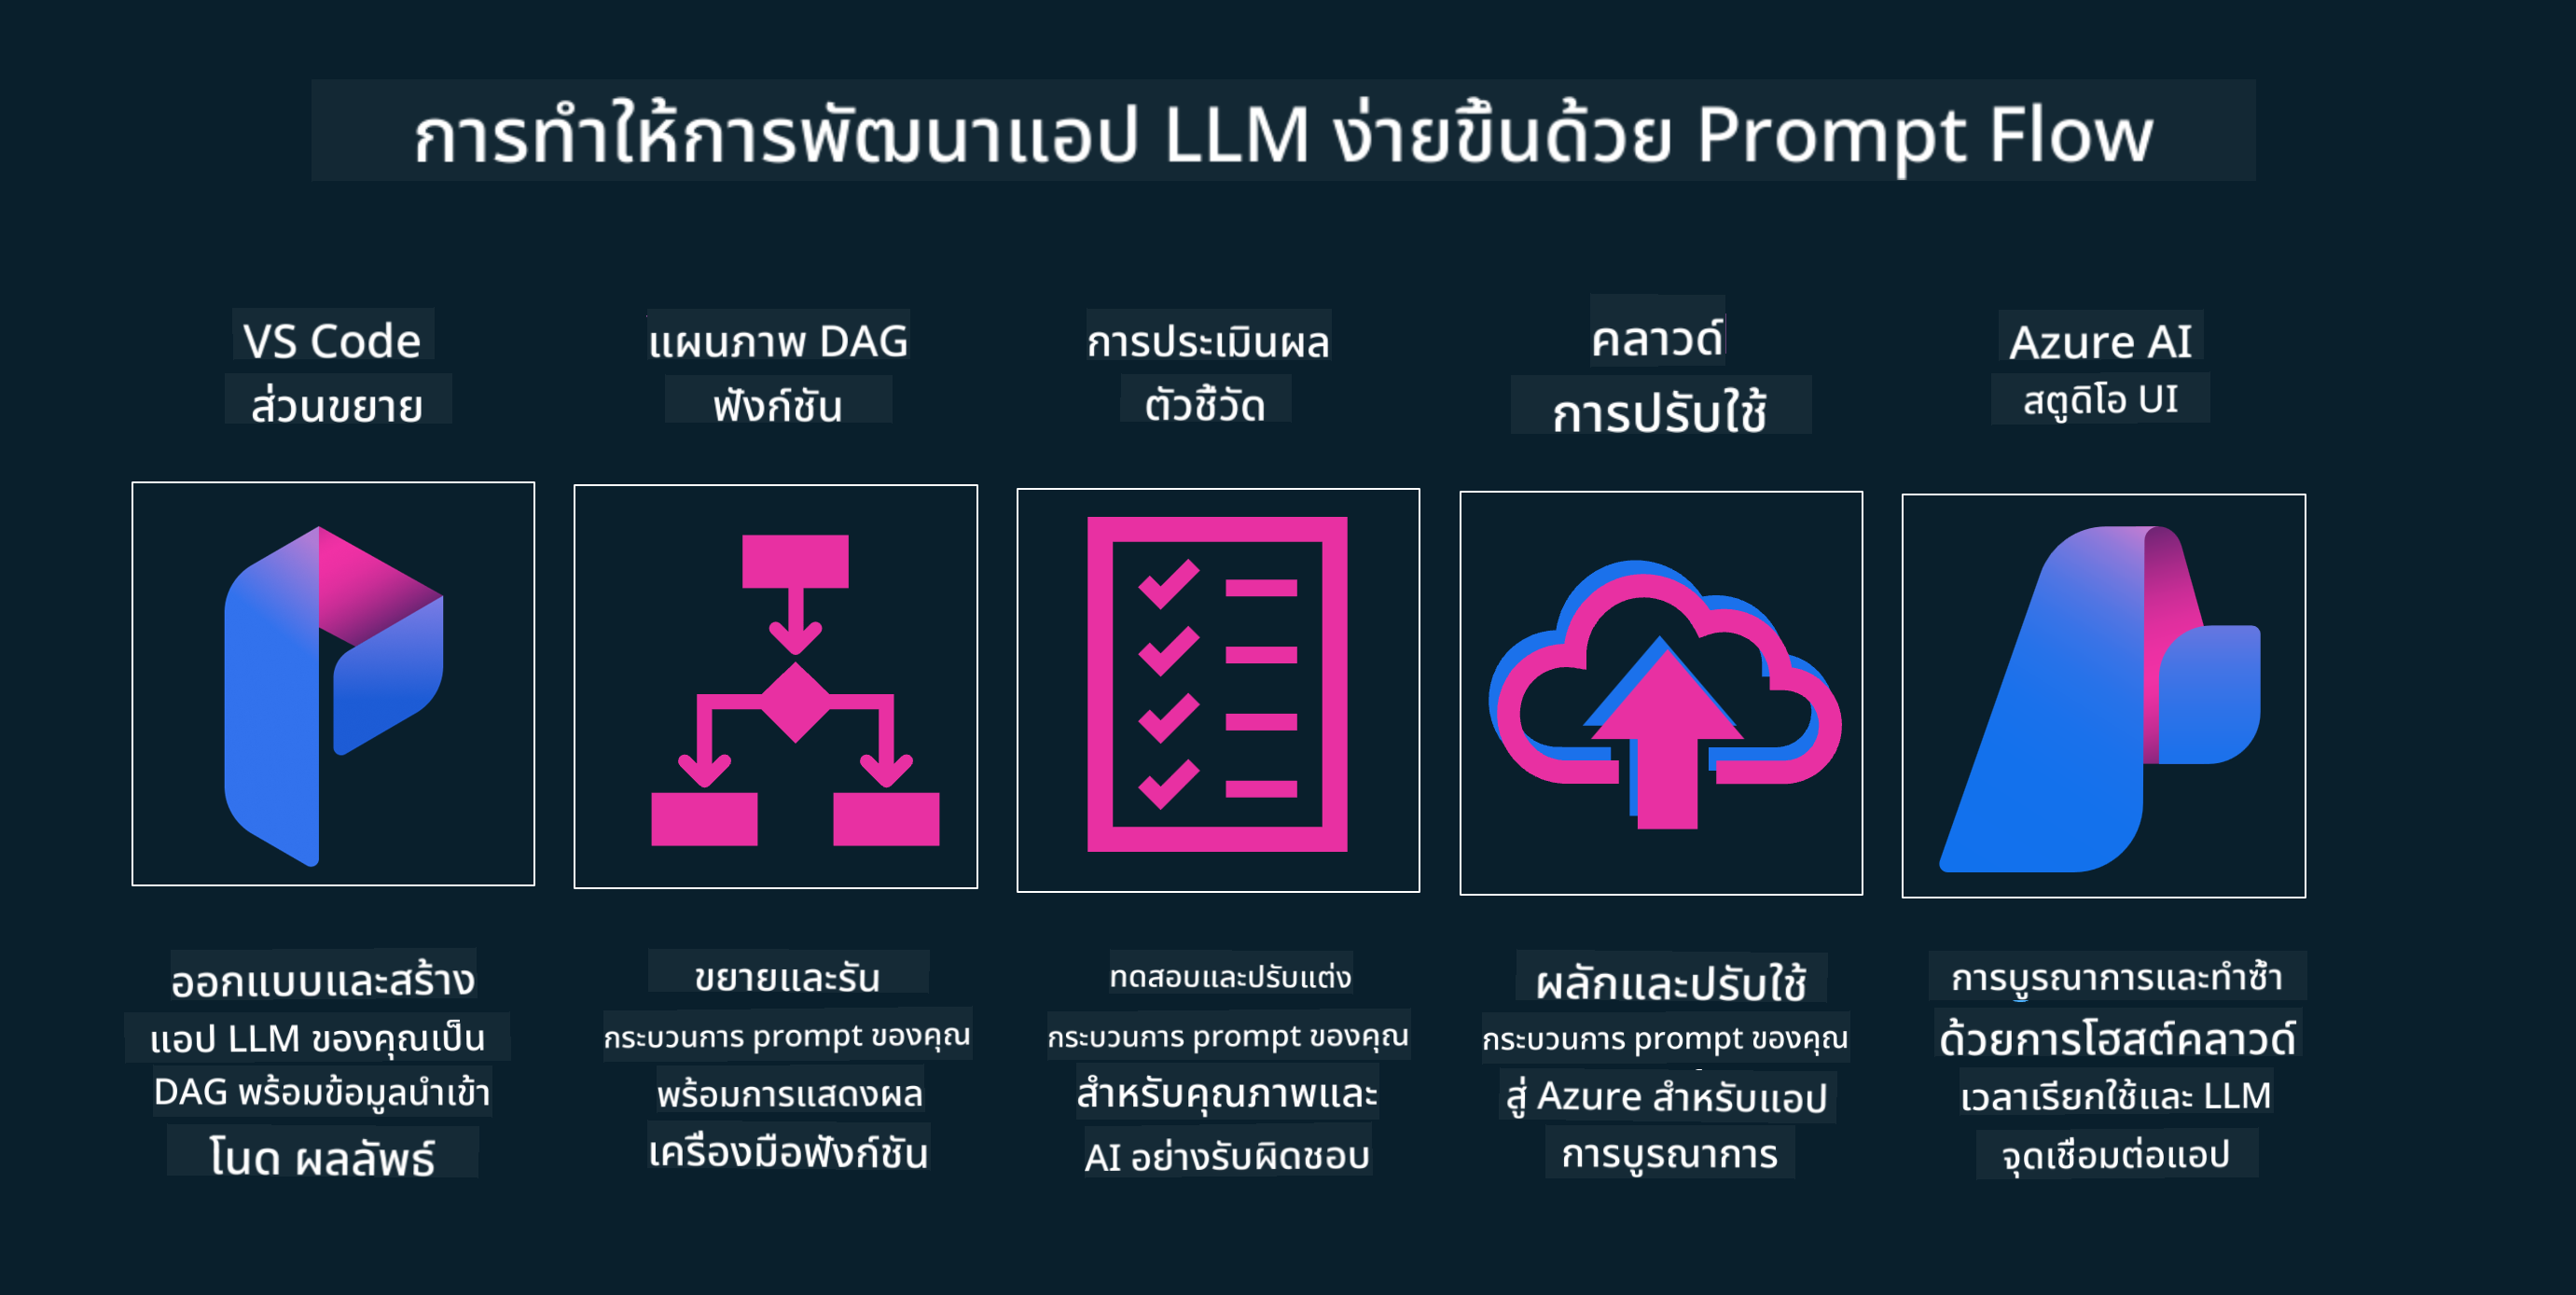 การทำให้การพัฒนาแอป LLM ง่ายขึ้นด้วย Prompt Flow
VS Code
ส่วนขยาย
แผนภาพ DAG
ฟังก์ชัน
การประเมินผล
ตัวชี้วัด
คลาวด์
การปรับใช้
Azure AI
สตูดิโอ UI
ออกแบบและสร้าง
แอป LLM ของคุณเป็น
DAG พร้อมข้อมูลนำเข้า
โนด ผลลัพธ์
ขยายและรัน
กระบวนการ prompt ของคุณ
พร้อมการแสดงผล
เครื่องมือฟังก์ชัน
ทดสอบและปรับแต่ง
กระบวนการ prompt ของคุณ
สำหรับคุณภาพและ
AI อย่างรับผิดชอบ
ผลักและปรับใช้
กระบวนการ prompt ของคุณ
สู่ Azure สำหรับแอป
การบูรณาการ
การบูรณาการและทำซ้ำ
ด้วยการโฮสต์คลาวด์
เวลาเรียกใช้และ LLM
จุดเชื่อมต่อแอป